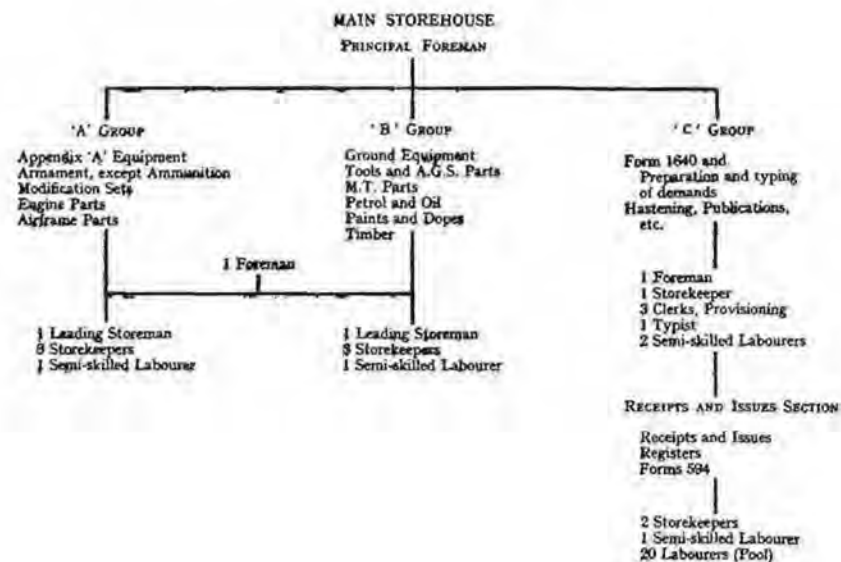 MAIN STOREHOUSE
PRINCIPAL FOREMAN
'A' GROUP
Appendix 'A' Equipment
Armament, except Ammunition
Modification Sets
Engine Parts
Airframe Parts
'B' GROUP
Ground Equipment
Tools and A.G.S. Parts
M.T. Parts
Petrol and Oil
Paints and Dopes
Timber
1 Foreman
1 Leading Storeman
Storekeepers
1 Semi-skilled Labourer
1 Leading Storeman
Storekeepers
1 Semi-skilled Labourer
'C' GROUP
Form 1640 and
Preparation and typing
of demands
Hastening, Publications,
etc.
1 Foreman
1 Storekeeper
3 Clerks, Provisioning
1 Typist
2 Semi-skilled Labourers
RECEIPTS AND ISSUES SECTION
Receipts and Issues
Registers
Forms 594
2 Storekeepers
1 Semi-skilled Labourer
20 Labourers (Pool)